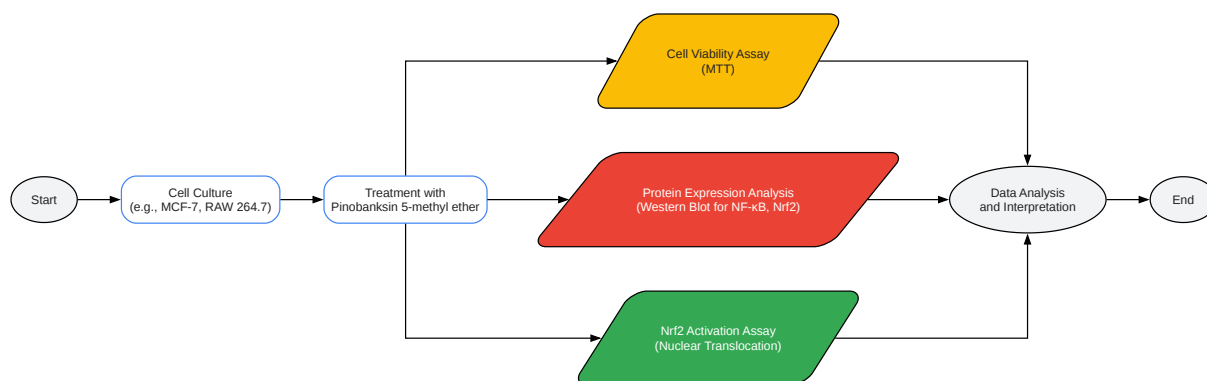 Start
Cell Culture
(e.g., MCF-7, RAW 264.7)
Treatment with
Pinobanksin 5-methyl ether
Cell Viability Assay
(MTT)
Protein Expression Analysis
(Western Blot for NF-κB, Nrf2)
Nrf2 Activation Assay
(Nuclear Translocation)
Data Analysis
and Interpretation
End